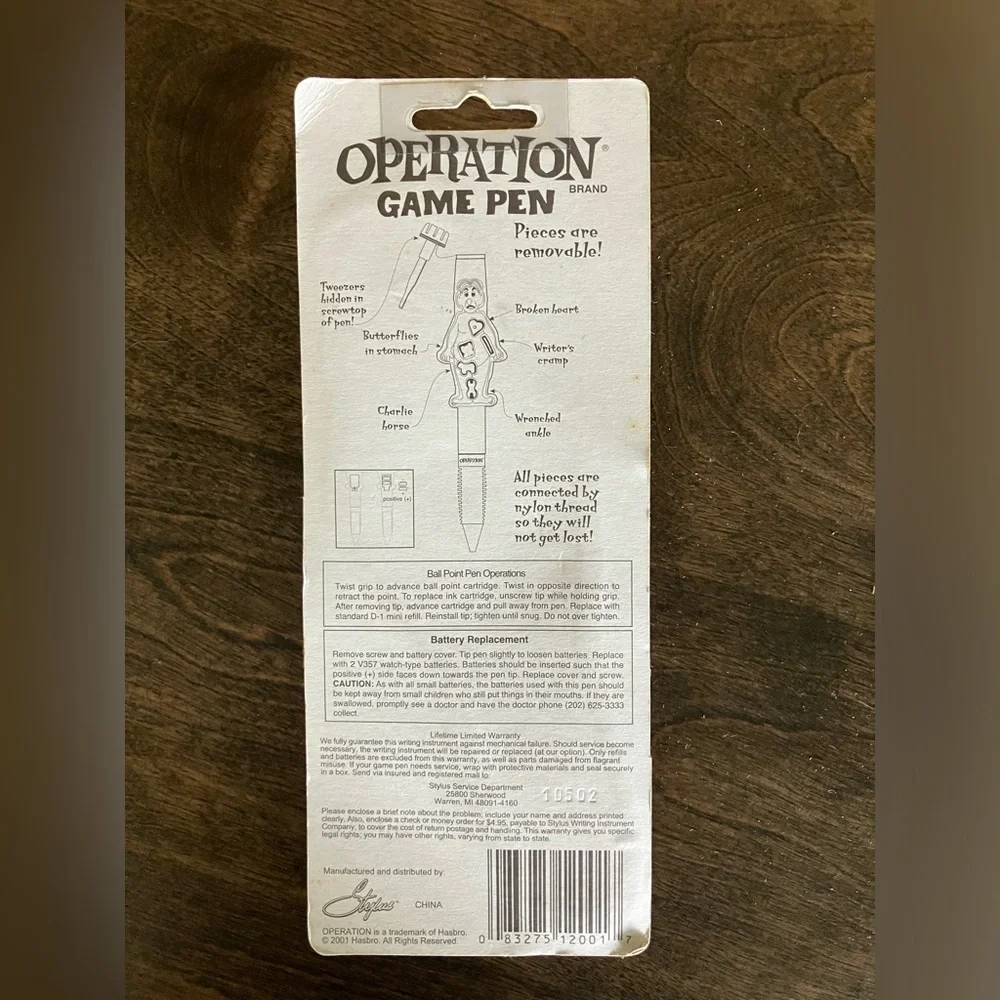 OPERATION®
BRAND
GAME PEN
Pieces are
removable!
Tweezers
hidden in
screwtop
of pen!
Broken heart
Butterflies
in stomach
Writer's
cramp
Charlie
horse
Wrenched
ankle
OPERATION
positive (+)
All pieces are
connected by
nylon thread
so they will
not get lost!
Ball Point Pen Operations
Twist grip to advance ball point cartridge. Twist in opposite direction to
retract the point. To replace ink cartridge, unscrew tip while holding grip.
After removing tip, advance cartridge and pull away from pen. Replace with
standard D-1 mini refill. Reinstall tip; tighten until snug. Do not over tighten.
Battery Replacement
Remove screw and battery cover. Tip pen slightly to loosen batteries. Replace
with 2 V357 watch-type batteries. Batteries should be inserted such that the
positive (+) side faces down towards the pen tip. Replace cover and screw.
CAUTION: As with all small batteries, the batteries used with this pen should
be kept away from small children who still put things in their mouths. If they are
swallowed, promptly see a doctor and have the doctor phone (202) 625-3333
collect.
Lifetime Limited Warranty
We fully guarantee this writing instrument against mechanical failure. Should service become
necessary, the writing instrument will be repaired or replaced (at our option). Only refills
and batteries are excluded from this warranty, as well as parts damaged from flagrant
misuse. If your game pen needs service, wrap with protective materials and seal securely
in a box. Send via insured and registered mail to:
Stylus Service Department
25800 Sherwood
Warren, MI 48091-4160
10502
Please enclose a brief note about the problem; include your name and address printed
clearly. Also, enclose a check or money order for $4.95, payable to Stylus Writing Instrument
Company, to cover the cost of return postage and handling. This warranty gives you specific
legal rights; you may have other rights, varying from state to state.
Manufactured and distributed by:
Stylus™
CHINA
OPERATION is a trademark of Hasbro.
© 2001 Hasbro. All Rights Reserved.
0 83275 12001 7